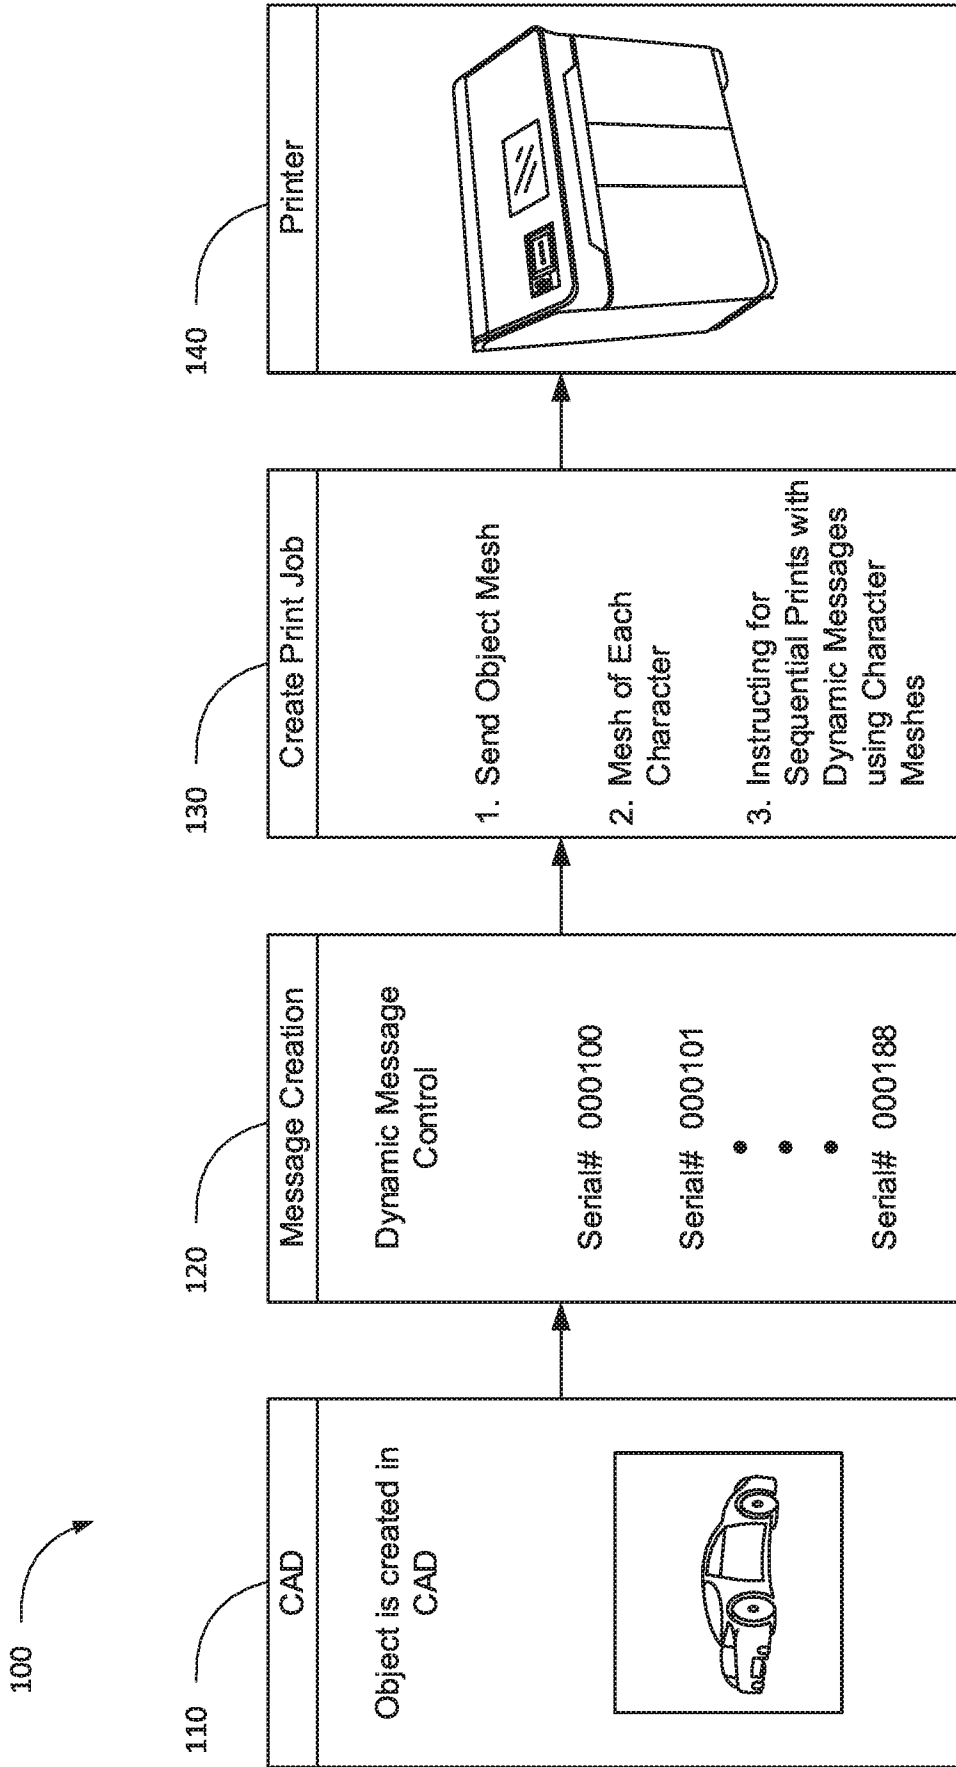 100
110
CAD
Object is created in
CAD
120
Message Creation
Dynamic Message
Control
Serial# 000100
Serial# 000101
Serial# 000188
130
Create Print Job
1. Send Object Mesh
2. Mesh of Each
Character
3. Instructing for
Sequential Prints with
Dynamic Messages
using Character
Meshes
140
Printer